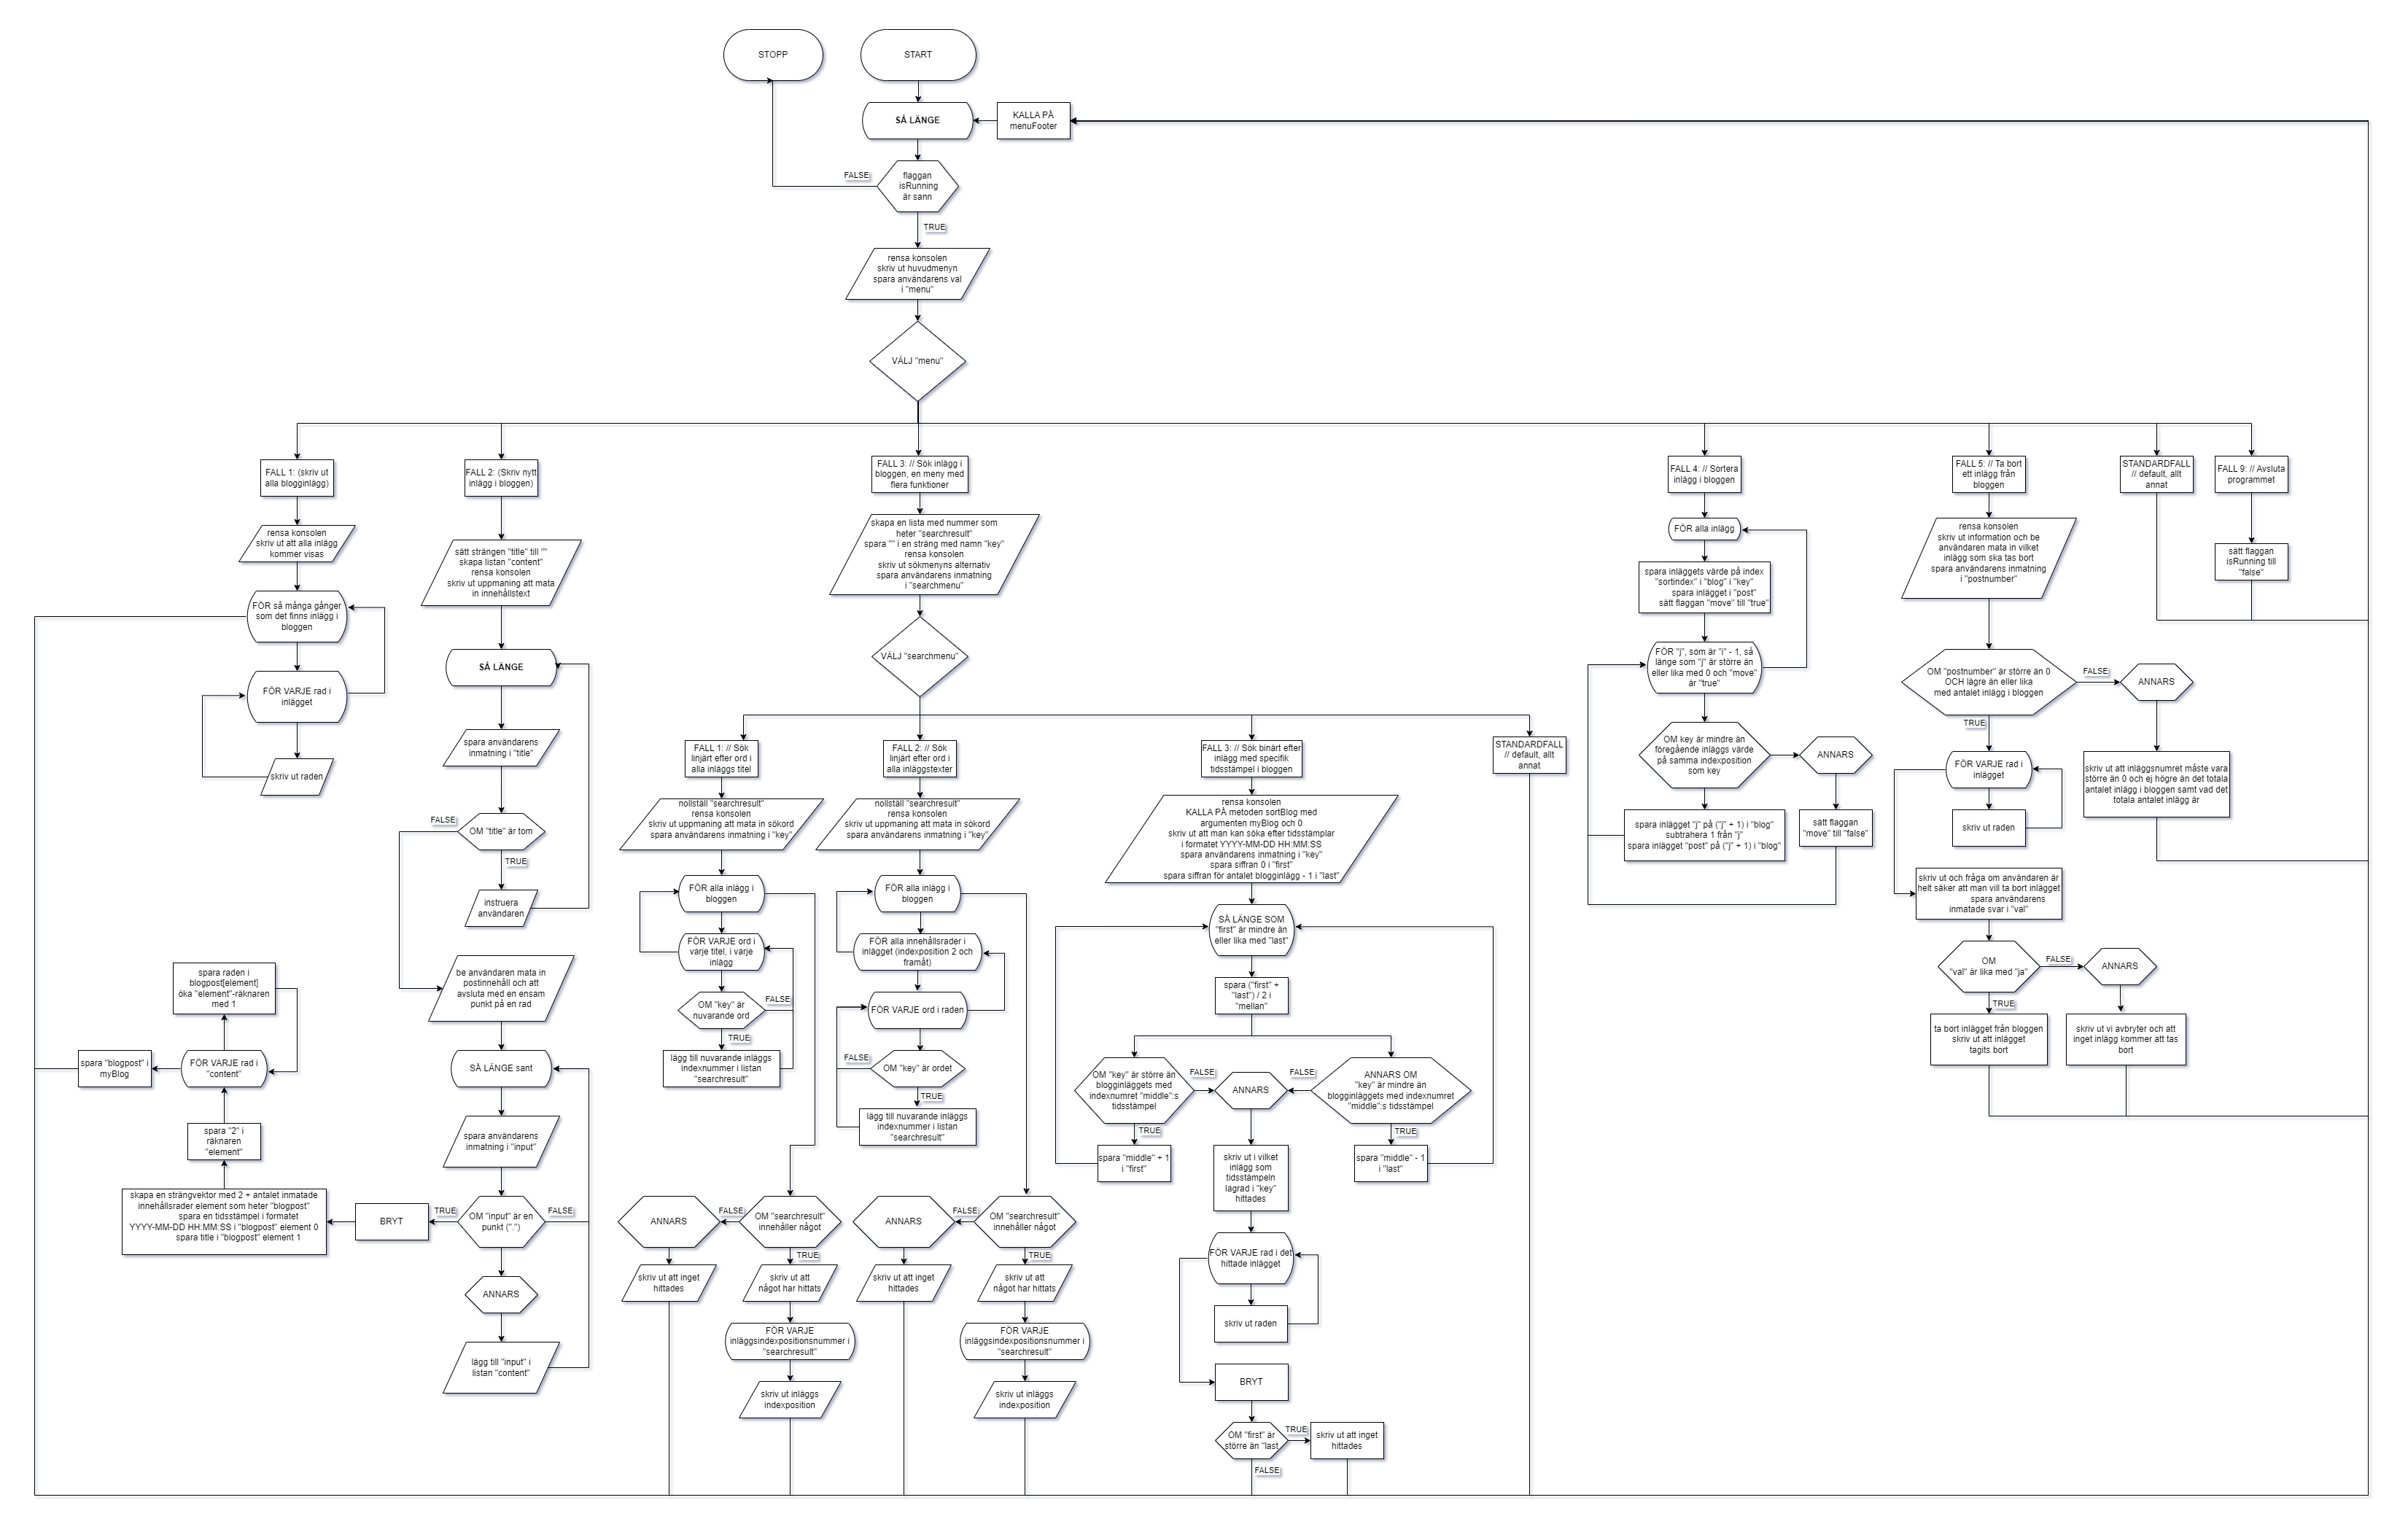 STOPP
START
SÅ LÄNGE
KALLA PÅ
menuFooter
flaggan
isRunning
är sann
FALSE
TRUE
rensa konsolen
skriv ut huvudmenyn
spara användarens val
i "menu"
VÄLJ "menu"
FALL 1: (skriv ut
alla blogginlägg)
rensa konsolen
skriv ut att alla inlägg
kommer visas
FÖR så många gånger
som det finns inlägg i
bloggen
FÖR VARJE rad i
inlägget
skriv ut raden
FALL 2: (Skriv nytt
inlägg i bloggen)
sätt strängen "title" till ""
skapa listan "content"
rensa konsolen
skriv ut uppmaning att mata
in innehållstext
SÅ LÄNGE
spara användarens
inmatning i "title"
OM "title" är tom
FALSE
TRUE
instruera
användaren
be användaren mata in
postinnehåll och att
avsluta med en ensam
punkt på en rad
SÅ LÄNGE sant
spara användarens
inmatning i "input"
OM "input" är en
punkt (".")
TRUE
FALSE
BRYT
ANNARS
lägg till "input" i
listan "content"
skapa en strängvektor med 2 + antalet inmatade
innehållsrader element som heter "blogpost"
spara en tidsstämpel i formatet
YYYY-MM-DD HH:MM:SS i "blogpost" element 0
spara title i "blogpost" element 1
spara "2" i
räknaren
"element"
FÖR VARJE rad i
"content"
spara raden i
blogpost[element]
öka "element"-räknaren
med 1
spara "blogpost" i
myBlog
FALL 3: // Sök inlägg i
bloggen, en meny med
flera funktioner
skapa en lista med nummer som
heter "searchresult"
spara "" i en sträng med namn "key"
rensa konsolen
skriv ut sökmenyns alternativ
spara användarens inmatning
i "searchmenu"
VÄLJ "searchmenu"
FALL 1: // Sök
linjärt efter ord i
alla inläggs titel
nollställ "searchresult"
rensa konsolen
skriv ut uppmaning att mata in sökord
spara användarens inmatning i "key"
FÖR alla inlägg i
bloggen
FÖR VARJE ord i
varje titel, i varje
inlägg
OM "key" är
nuvarande ord
FALSE
TRUE
lägg till nuvarande inläggs
indexnummer i listan
"searchresult"
OM "searchresult"
innehåller något
FALSE
TRUE
ANNARS
skriv ut att inget
hittades
skriv ut att
något har hittats
FÖR VARJE
inläggsindexpositionsnummer i
"searchresult"
skriv ut inläggs
indexposition
FALL 2: // Sök
linjärt efter ord i
alla inläggstexter
nollställ "searchresult"
rensa konsolen
skriv ut uppmaning att mata in sökord
spara användarens inmatning i "key"
FÖR alla inlägg i
bloggen
FÖR alla innehållsrader i
inlägget (indexposition 2 och
framåt)
FÖR VARJE ord i raden
OM "key" är ordet
FALSE
TRUE
lägg till nuvarande inläggs
indexnummer i listan
"searchresult"
OM "searchresult"
innehåller något
FALSE
TRUE
ANNARS
skriv ut att inget
hittades
skriv ut att
något har hittats
FÖR VARJE
inläggsindexpositionsnummer i
"searchresult"
skriv ut inläggs
indexposition
FALL 3: // Sök binärt efter
inlägg med specifik
tidsstämpel i bloggen
rensa konsolen
KALLA PÅ metoden sortBlog med
argumenten myBlog och 0
skriv ut att man kan söka efter tidsstämplar
i formatet YYYY-MM-DD HH:MM:SS
spara användarens inmatning i "key"
spara siffran 0 i "first"
spara siffran för antalet blogginlägg - 1 i "last"
SÅ LÄNGE SOM
"first" är mindre än
eller lika med "last"
spara ("first" +
"last") / 2 i
"mellan"
OM "key" är större än
blogginläggets med
indexnumret "middle":s
tidsstämpel
FALSE
TRUE
ANNARS
FALSE
ANNARS OM
"key" är mindre än
blogginläggets med indexnumret
"middle":s tidsstämpel
TRUE
spara "middle" + 1
i "first"
spara "middle" - 1
i "last"
skriv ut i vilket
inlägg som
tidsstämpeln
lagrad i "key"
hittades
FÖR VARJE rad i det
hittade inlägget
skriv ut raden
BRYT
OM "first" är
större än "last
TRUE
FALSE
skriv ut att inget
hittades
STANDARDFALL
// default, allt
annat
FALL 4: // Sortera
inlägg i bloggen
FÖR alla inlägg
spara inläggets värde på index
"sortindex" i "blog" i "key"
spara inlägget i "post"
sätt flaggan "move" till "true"
FÖR "j", som är "i" - 1, så
länge som "j" är större än
eller lika med 0 och "move"
är "true"
OM key är mindre än
föregående inläggs värde
på samma indexposition
som key
ANNARS
spara inlägget "j" på ("j" + 1) i "blog"
subtrahera 1 från "j"
spara inlägget "post" på ("j" + 1) i "blog"
sätt flaggan
"move" till "false"
FALL 5: // Ta bort
ett inlägg från
bloggen
rensa konsolen
skriv ut information och be
användaren mata in vilket
inlägg som ska tas bort
spara användarens inmatning
i "postnumber"
OM "postnumber" är större än 0
OCH lägre än eller lika
med antalet inlägg i bloggen
FALSE
TRUE
ANNARS
skriv ut att inläggsnumret måste vara
större än 0 och ej högre än det totala
antalet inlägg i bloggen samt vad det
totala antalet inlägg är
FÖR VARJE rad i
inlägget
skriv ut raden
skriv ut och fråga om användaren är
helt säker att man vill ta bort inlägget
spara användarens
inmatade svar i "val"
OM
"val" är lika med "ja"
FALSE
TRUE
ANNARS
ta bort inlägget från bloggen
skriv ut att inlägget
tagits bort
skriv ut vi avbryter och att
inget inlägg kommer att tas
bort
STANDARDFALL
// default, allt
annat
FALL 9: // Avsluta
programmet
sätt flaggan
isRunning till
"false"